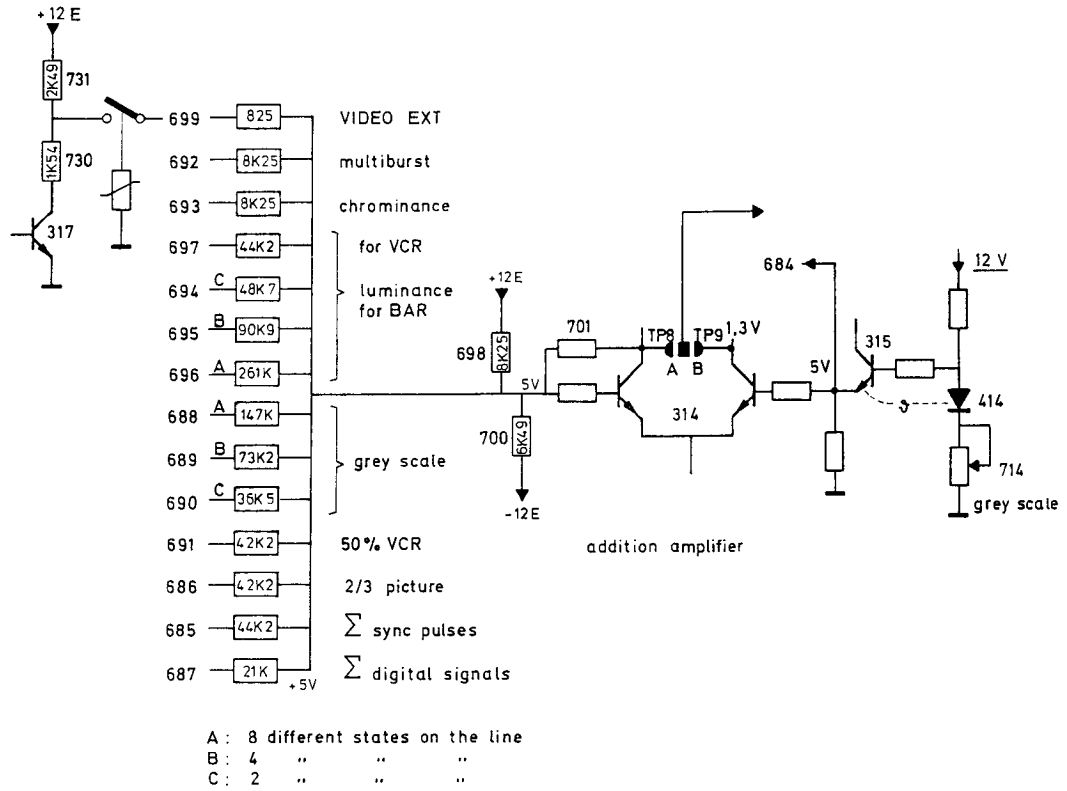 +12 E
2K49 731
699 825 VIDEO EXT
1K54 730
692 8K25 multiburst
693 8K25 chrominance
317
697 44K2 for VCR
694 C 48K7 luminance
for BAR
695 B 90K9
696 A 261K
688 A 147K
689 B 73K2 grey scale
690 C 36K5
691 42K2 50% VCR
686 42K2 2/3 picture
685 44K2 Σ sync pulses
687 21K Σ digital signals
+5V
+12E
698 8K25
5V
700 6K49
-12E
701
TP8 TP9 1,3V
A B
314
684
5V
315
12 V
ϑ
414
714
grey scale
addition amplifier
A : 8 different states on the line
B : 4 " " "
C : 2 " " "